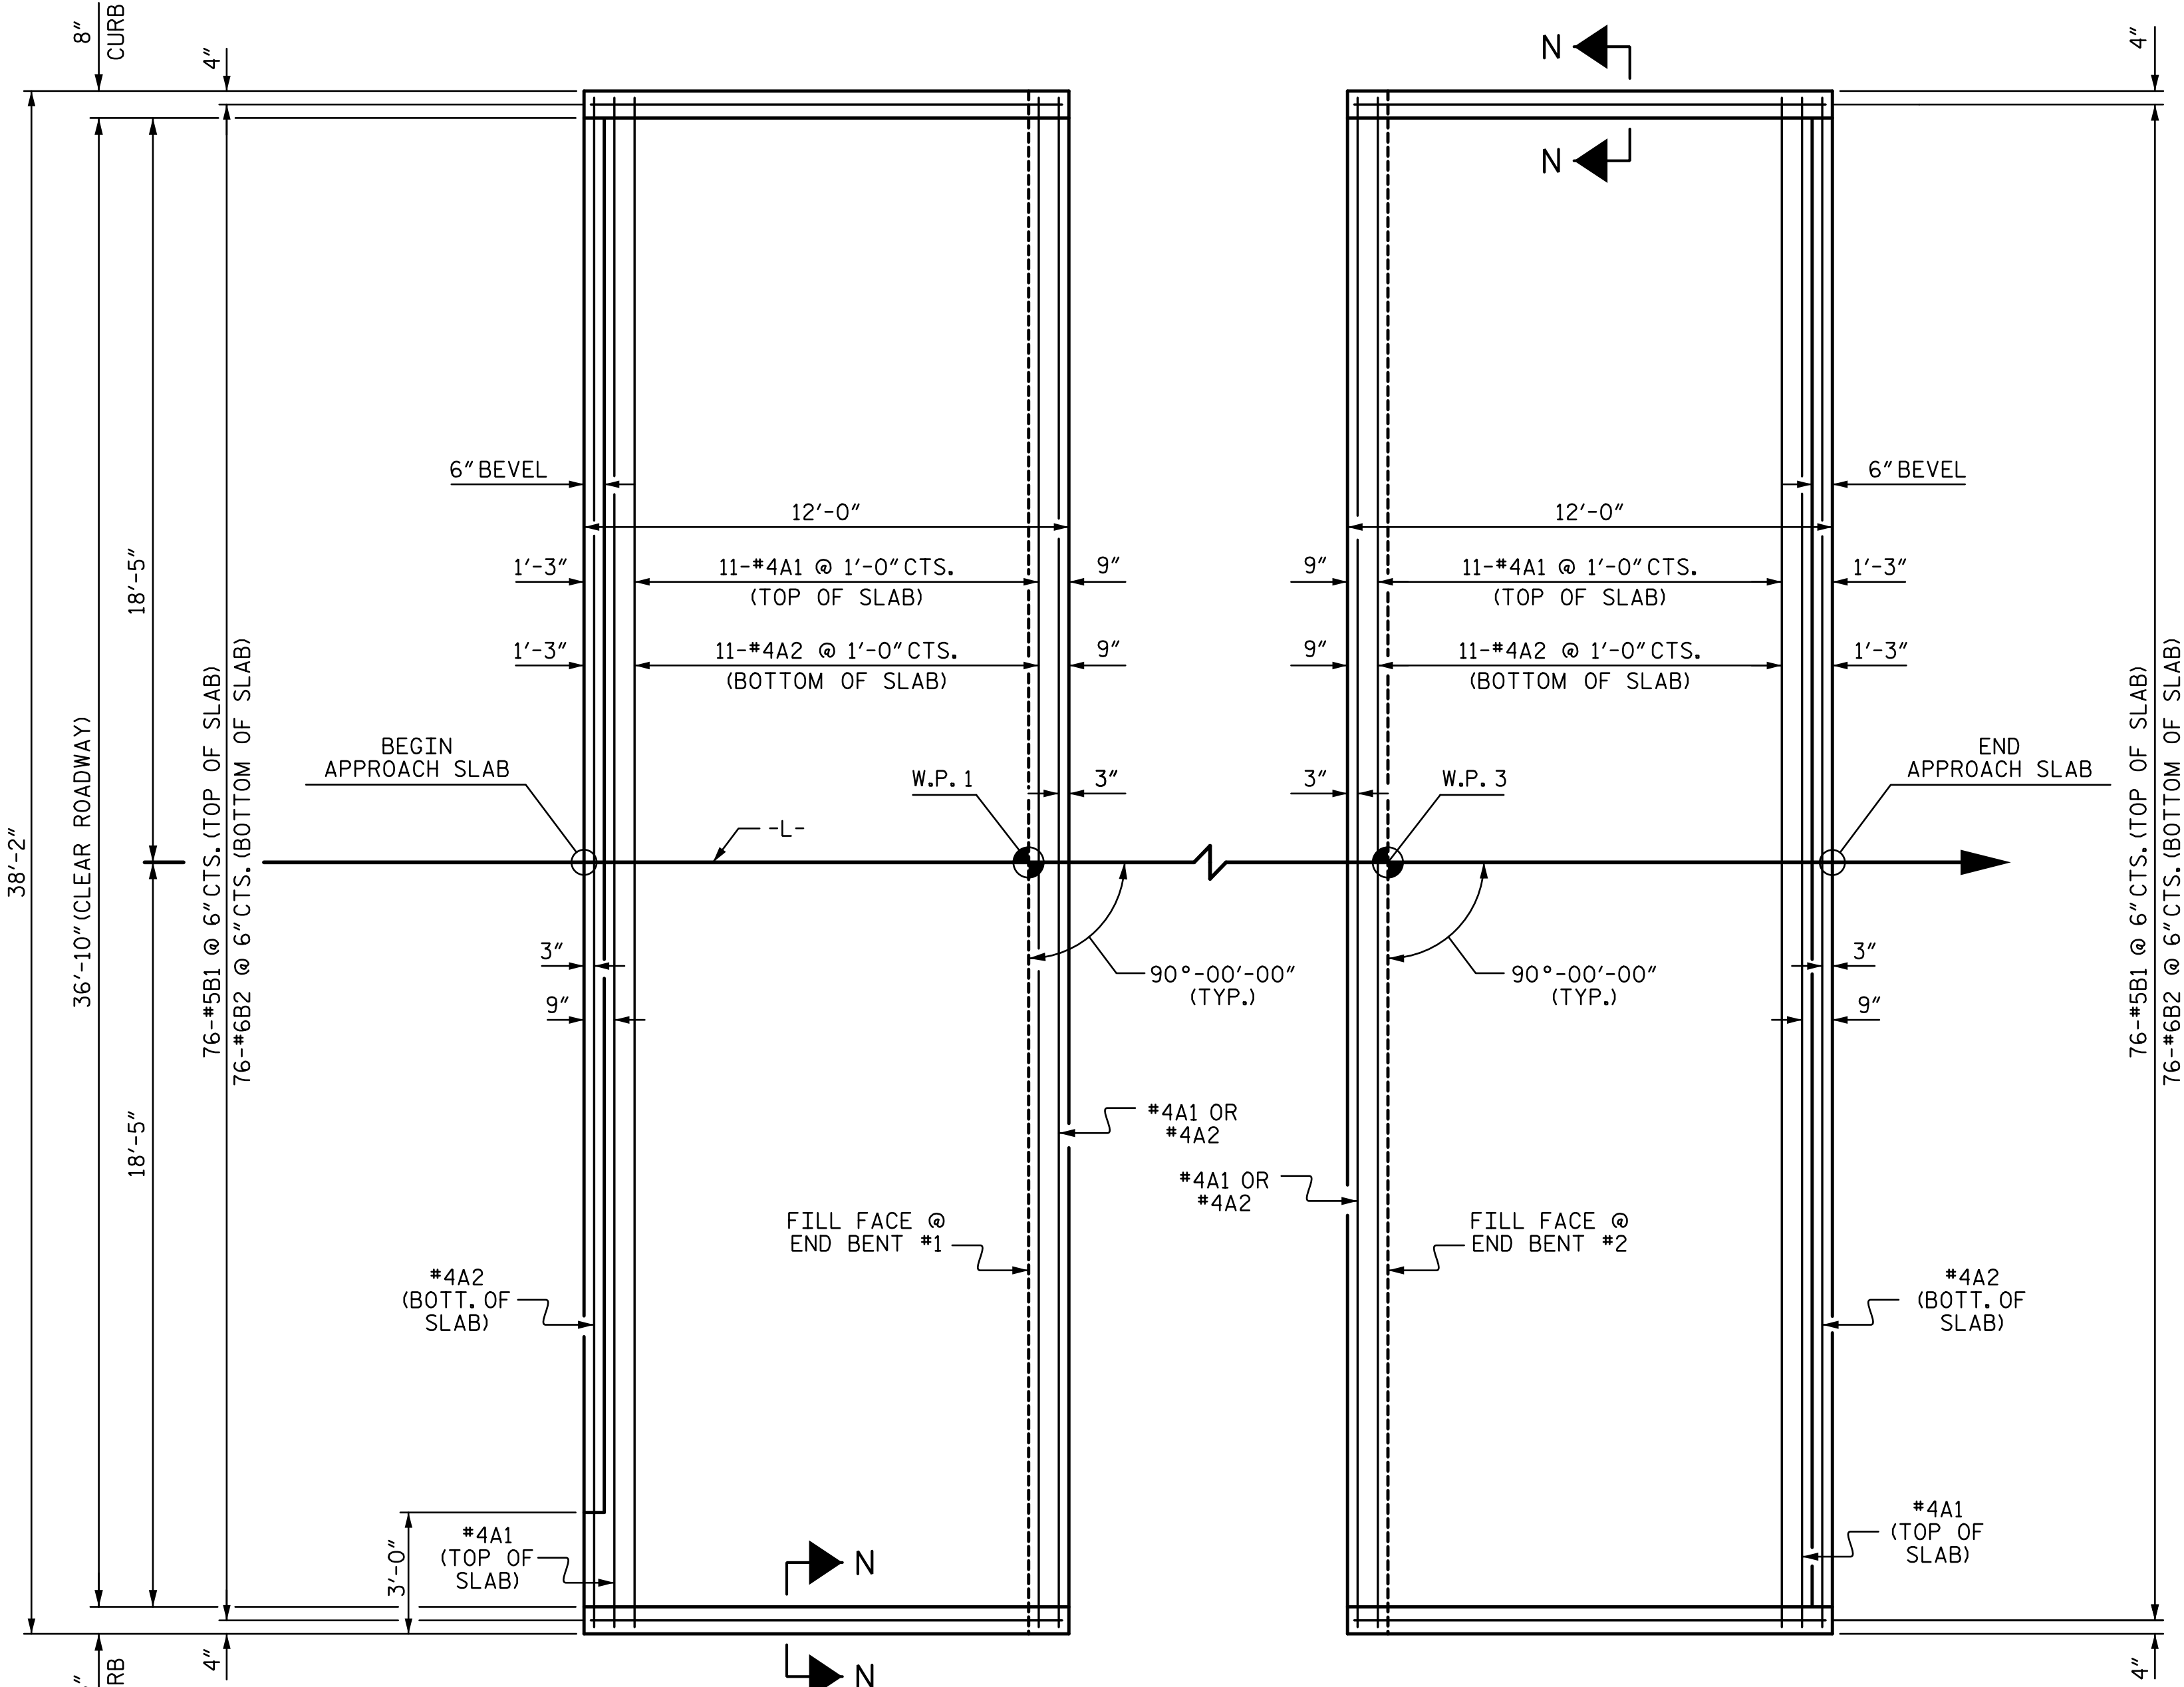 8"
CURB
4"
N
N
4"
38'-2"
36'-10" (CLEAR ROADWAY)
18'-5"
18'-5"
76-#5B1 @ 6" CTS. (TOP OF SLAB)
76-#6B2 @ 6" CTS. (BOTTOM OF SLAB)
6" BEVEL
12'-0"
1'-3"
11-#4A1 @ 1'-0" CTS.
(TOP OF SLAB)
9"
1'-3"
11-#4A2 @ 1'-0" CTS.
(BOTTOM OF SLAB)
9"
BEGIN
APPROACH SLAB
W.P. 1
3"
-L-
3"
9"
90°-00'-00"
(TYP.)
#4A1 OR
#4A2
FILL FACE @
END BENT #1
#4A2
(BOTT. OF
SLAB)
#4A1
(TOP OF
SLAB)
3'-0"
N
N
4"
"
RB
6" BEVEL
12'-0"
9"
11-#4A1 @ 1'-0" CTS.
(TOP OF SLAB)
1'-3"
9"
11-#4A2 @ 1'-0" CTS.
(BOTTOM OF SLAB)
1'-3"
3"
W.P. 3
END
APPROACH SLAB
90°-00'-00"
(TYP.)
3"
9"
#4A1 OR
#4A2
FILL FACE @
END BENT #2
#4A2
(BOTT. OF
SLAB)
#4A1
(TOP OF
SLAB)
76-#5B1 @ 6" CTS. (TOP OF SLAB)
76-#6B2 @ 6" CTS. (BOTTOM OF SLAB)
4"